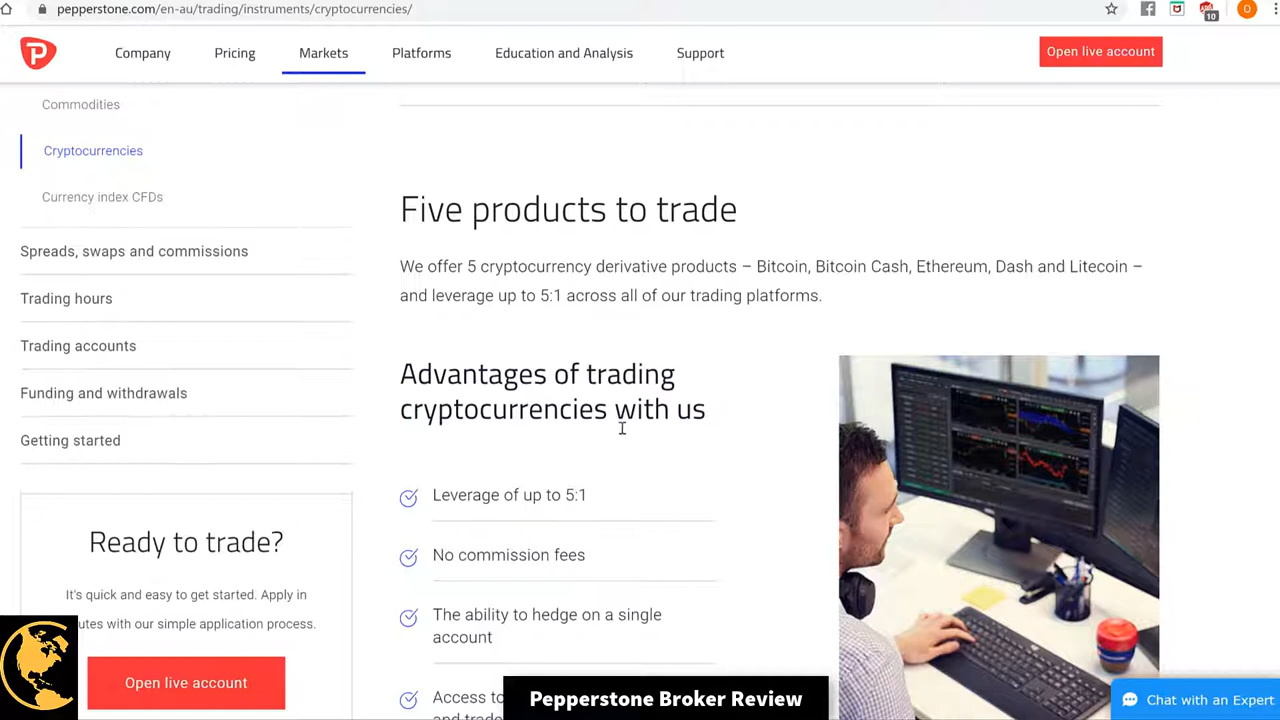 pepperstone.com/en-au/trading/instruments/cryptocurrencies/
10
O
P
Company
Pricing
Markets
Platforms
Education and Analysis
Support
Open live account
Commodities
Cryptocurrencies
Currency index CFDs
Spreads, swaps and commissions
Trading hours
Trading accounts
Funding and withdrawals
Getting started
Ready to trade?
It's quick and easy to get started. Apply in
utes with our simple application process.
Open live account
Five products to trade
We offer 5 cryptocurrency derivative products – Bitcoin, Bitcoin Cash, Ethereum, Dash and Litecoin –
and leverage up to 5:1 across all of our trading platforms.
Advantages of trading
cryptocurrencies with us
Leverage of up to 5:1
No commission fees
The ability to hedge on a single
account
Access to
and trade
Pepperstone Broker Review
Chat with an Expert